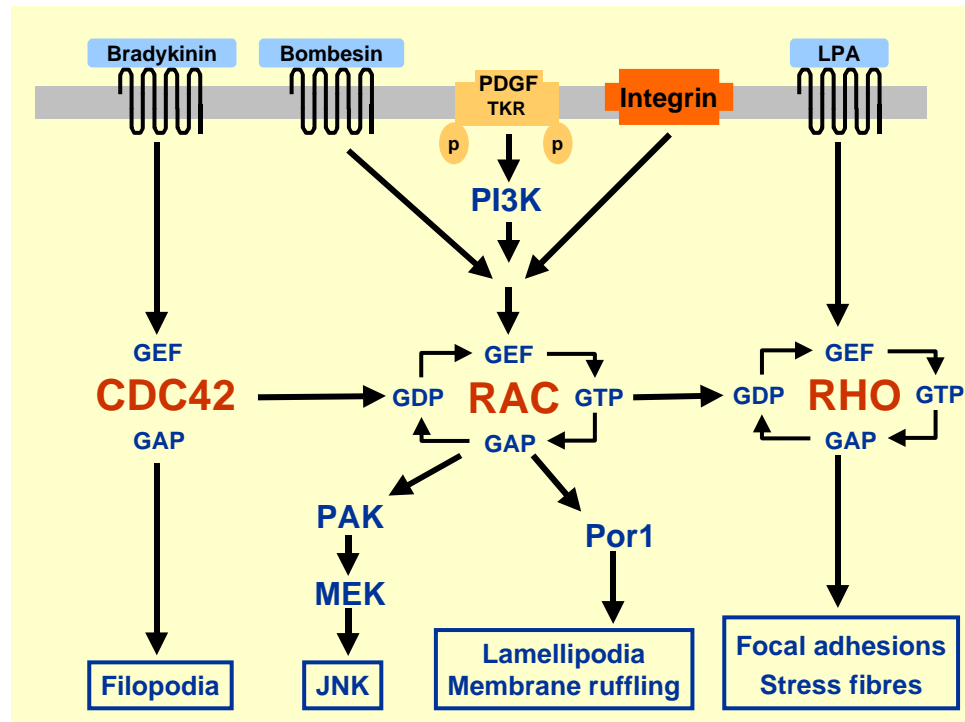 Bradykinin
Bombesin
PDGF
TKR
Integrin
LPA
p
p
PI3K
GEF
CDC42
GAP
GEF
GDP
RAC
GTP
GAP
GEF
GDP
RHO
GTP
GAP
PAK
MEK
Por1
Filopodia
JNK
Lamellipodia
Membrane ruffling
Focal adhesions
Stress fibres